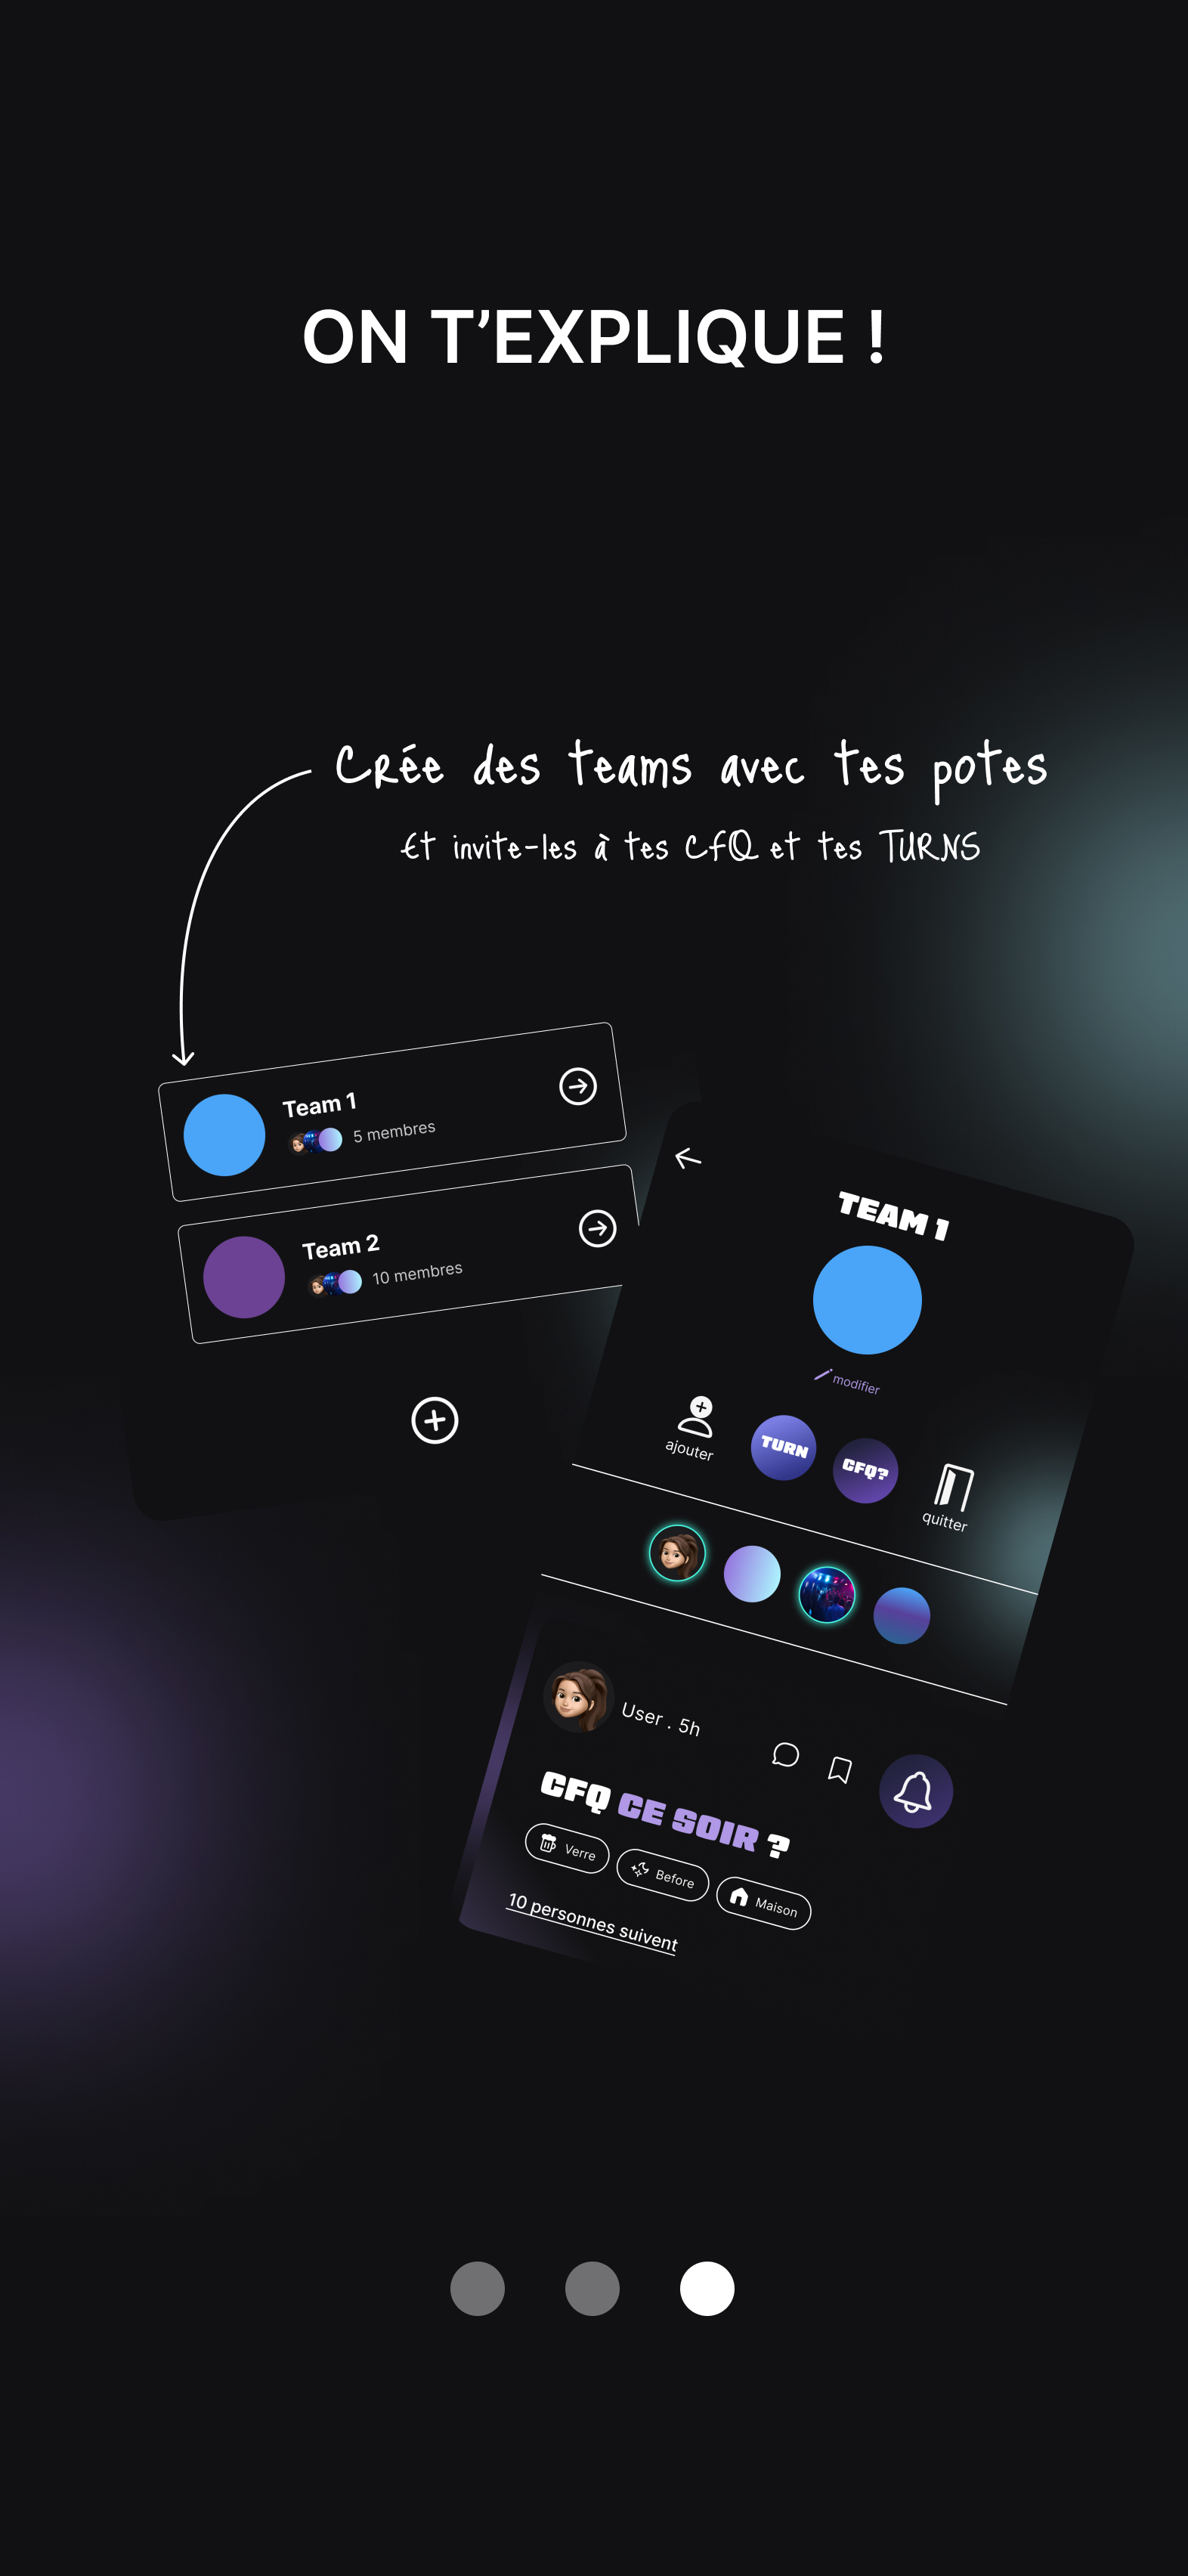 ON T’EXPLIQUE !
Crée des teams avec tes potes
Et invite-les à tes CFQ et tes TURNS
Team 1
5 membres
Team 2
10 membres
TEAM 1
modifier
ajouter
TURN
CFQ?
quitter
User . 5h
CFQ CE SOIR ?
Verre
Before
Maison
10 personnes suivent